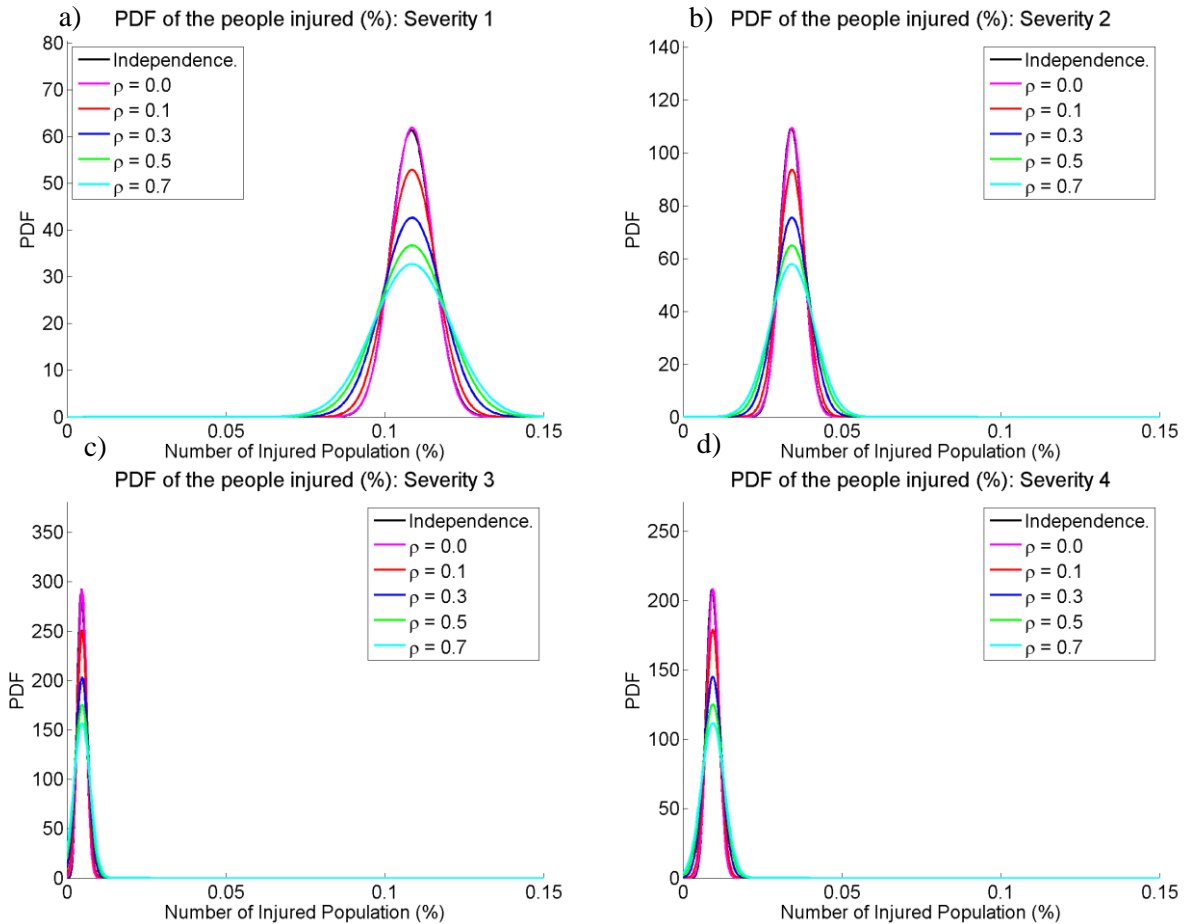 a)
PDF of the people injured (%): Severity 1
80
70
60
50
40
30
20
10
0
PDF
Independence.
ρ = 0.0
ρ = 0.1
ρ = 0.3
ρ = 0.5
ρ = 0.7
0 0.05 0.1 0.15
Number of Injured Population (%)
b)
PDF of the people injured (%): Severity 2
140
120
100
80
60
40
20
0
PDF
Independence.
ρ = 0.0
ρ = 0.1
ρ = 0.3
ρ = 0.5
ρ = 0.7
0 0.05 0.1 0.15
Number of Injured Population (%)
c)
PDF of the people injured (%): Severity 3
350
300
250
200
150
100
50
0
PDF
Independence.
ρ = 0.0
ρ = 0.1
ρ = 0.3
ρ = 0.5
ρ = 0.7
0 0.05 0.1 0.15
Number of Injured Population (%)
d)
PDF of the people injured (%): Severity 4
250
200
150
100
50
0
PDF
Independence.
ρ = 0.0
ρ = 0.1
ρ = 0.3
ρ = 0.5
ρ = 0.7
0 0.05 0.1 0.15
Number of Injured Population (%)